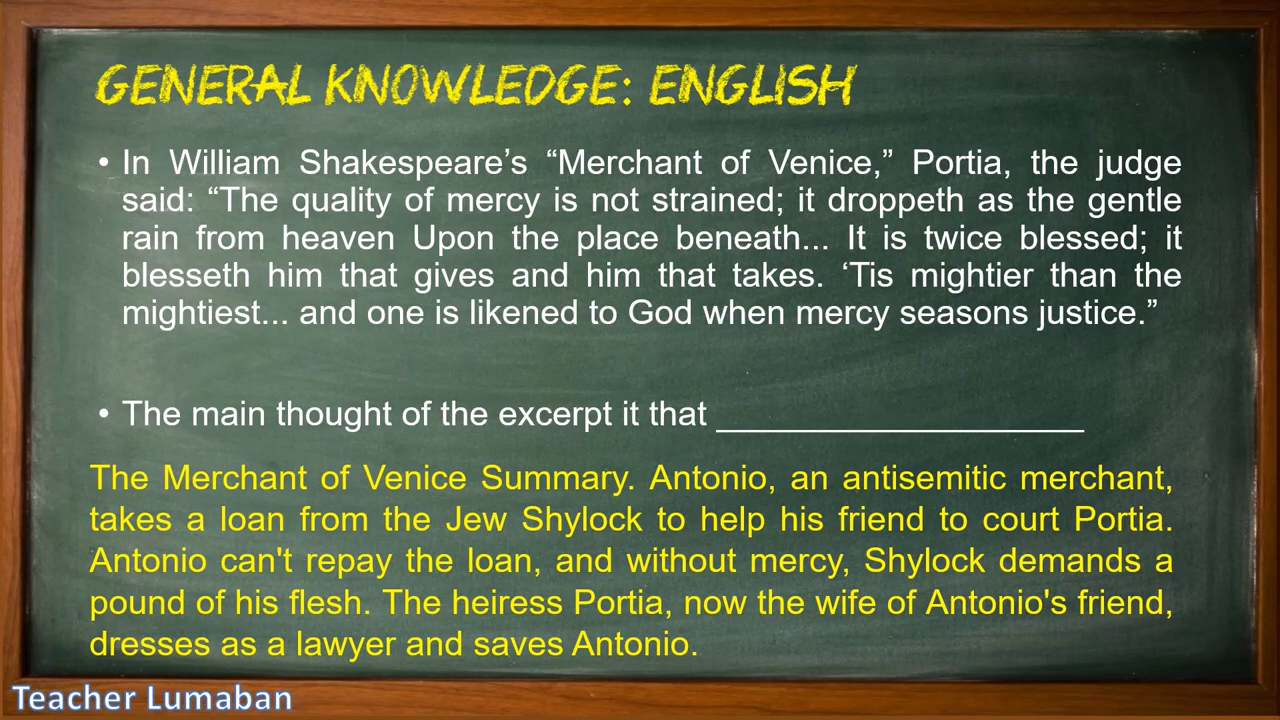 GENERAL KNOWLEDGE: ENGLISH
• In William Shakespeare’s “Merchant of Venice,” Portia, the judge
said: “The quality of mercy is not strained; it droppeth as the gentle
rain from heaven Upon the place beneath... It is twice blessed; it
blesseth him that gives and him that takes. ‘Tis mightier than the
mightiest... and one is likened to God when mercy seasons justice.”
• The main thought of the excerpt it that ____________________
The Merchant of Venice Summary. Antonio, an antisemitic merchant,
takes a loan from the Jew Shylock to help his friend to court Portia.
Antonio can't repay the loan, and without mercy, Shylock demands a
pound of his flesh. The heiress Portia, now the wife of Antonio's friend,
dresses as a lawyer and saves Antonio.
Teacher Lumaban